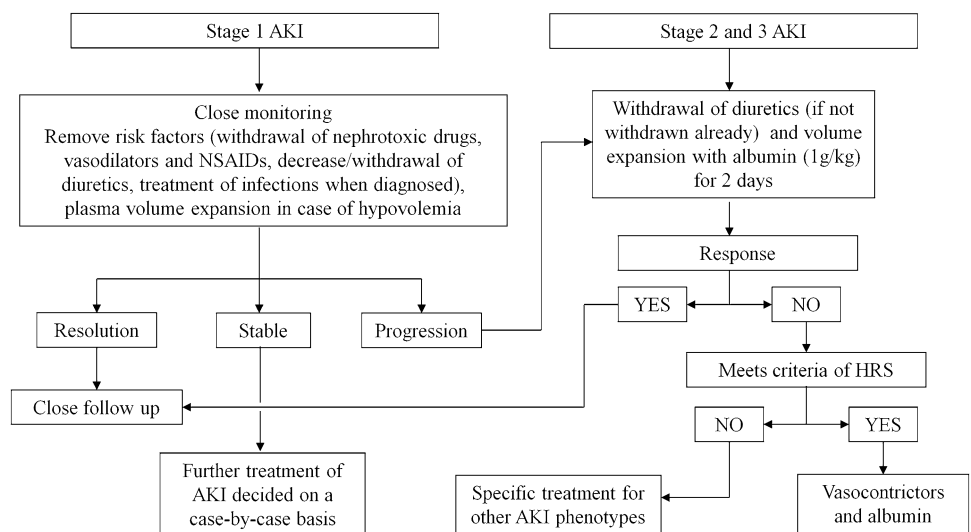 Stage 1 AKI
Close monitoring
Remove risk factors (withdrawal of nephrotoxic drugs,
vasodilators and NSAIDs, decrease/withdrawal of
diuretics, treatment of infections when diagnosed),
plasma volume expansion in case of hypovolemia
Resolution
Stable
Progression
Close follow up
Further treatment of
AKI decided on a
case-by-case basis
Stage 2 and 3 AKI
Withdrawal of diuretics (if not
withdrawn already) and volume
expansion with albumin (1g/kg)
for 2 days
Response
YES
NO
Meets criteria of HRS
NO
YES
Specific treatment for
other AKI phenotypes
Vasocontrictors
and albumin